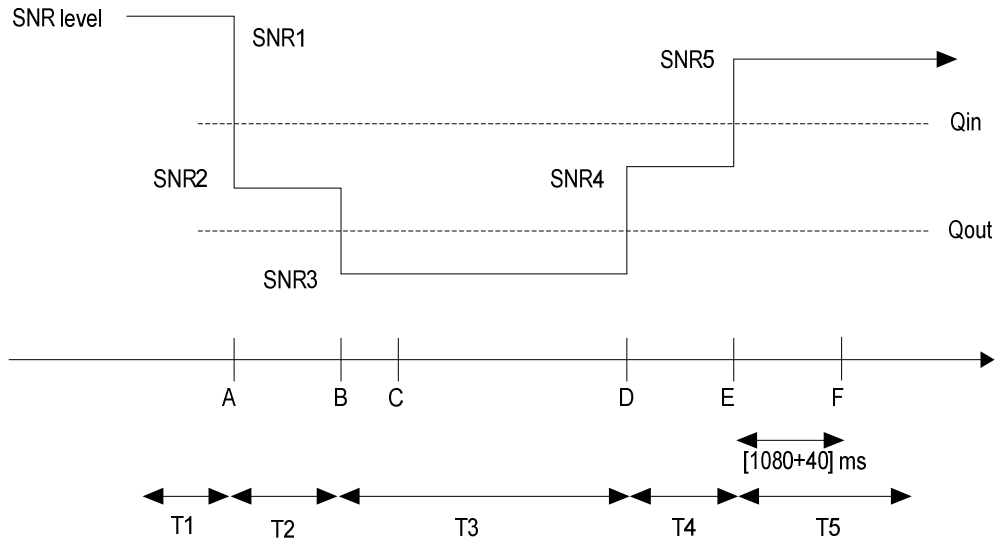 SNR level
SNR1
SNR5
Qin
SNR2
SNR4
Qout
SNR3
A
B
C
D
E
F
[1080+40] ms
T1
T2
T3
T4
T5